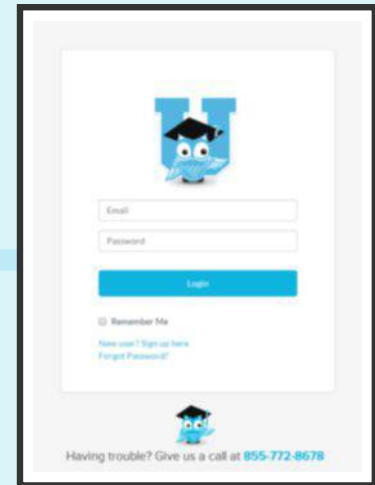 U
Email
Password
Login
Remember Me
New user? Sign up here
Forgot Password?
Having trouble? Give us a call at 855-772-8678